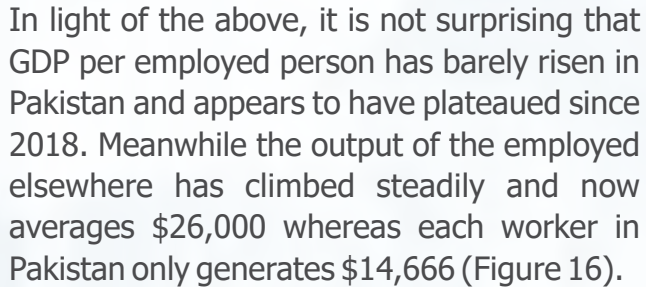 In light of the above, it is not surprising that
GDP per employed person has barely risen in
Pakistan and appears to have plateaued since
2018. Meanwhile the output of the employed
elsewhere has climbed steadily and now
averages $26,000 whereas each worker in
Pakistan only generates $14,666 (Figure 16).